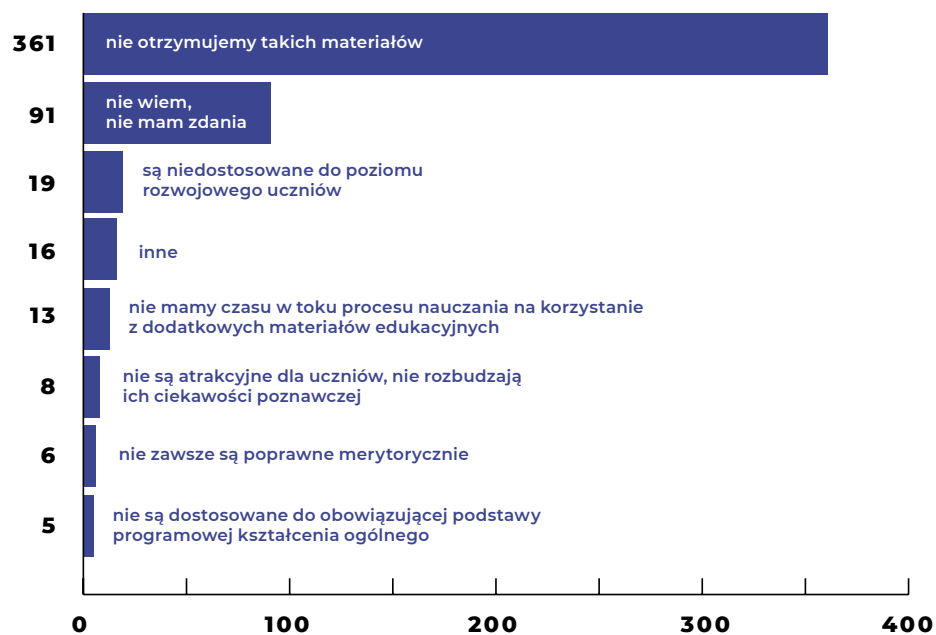 361
nie otrzymujemy takich materiałów
91
nie wiem,
nie mam zdania
19
są niedostosowane do poziomu
rozwojowego uczniów
16
inne
13
nie mamy czasu w toku procesu nauczania na korzystanie
z dodatkowych materiałów edukacyjnych
8
nie są atrakcyjne dla uczniów, nie rozbudzają
ich ciekawości poznawczej
6
nie zawsze są poprawne merytorycznie
5
nie są dostosowane do obowiązującej podstawy
programowej kształcenia ogólnego
0 100 200 300 400